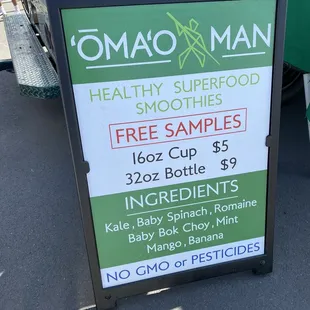 'ŌMA'O MAN
HEALTHY SUPERFOOD
SMOOTHIES
FREE SAMPLES
16oz Cup $5
32oz Bottle $9
INGREDIENTS
Kale, Baby Spinach, Romaine
Baby Bok Choy, Mint
Mango, Banana
NO GMO or PESTICIDES